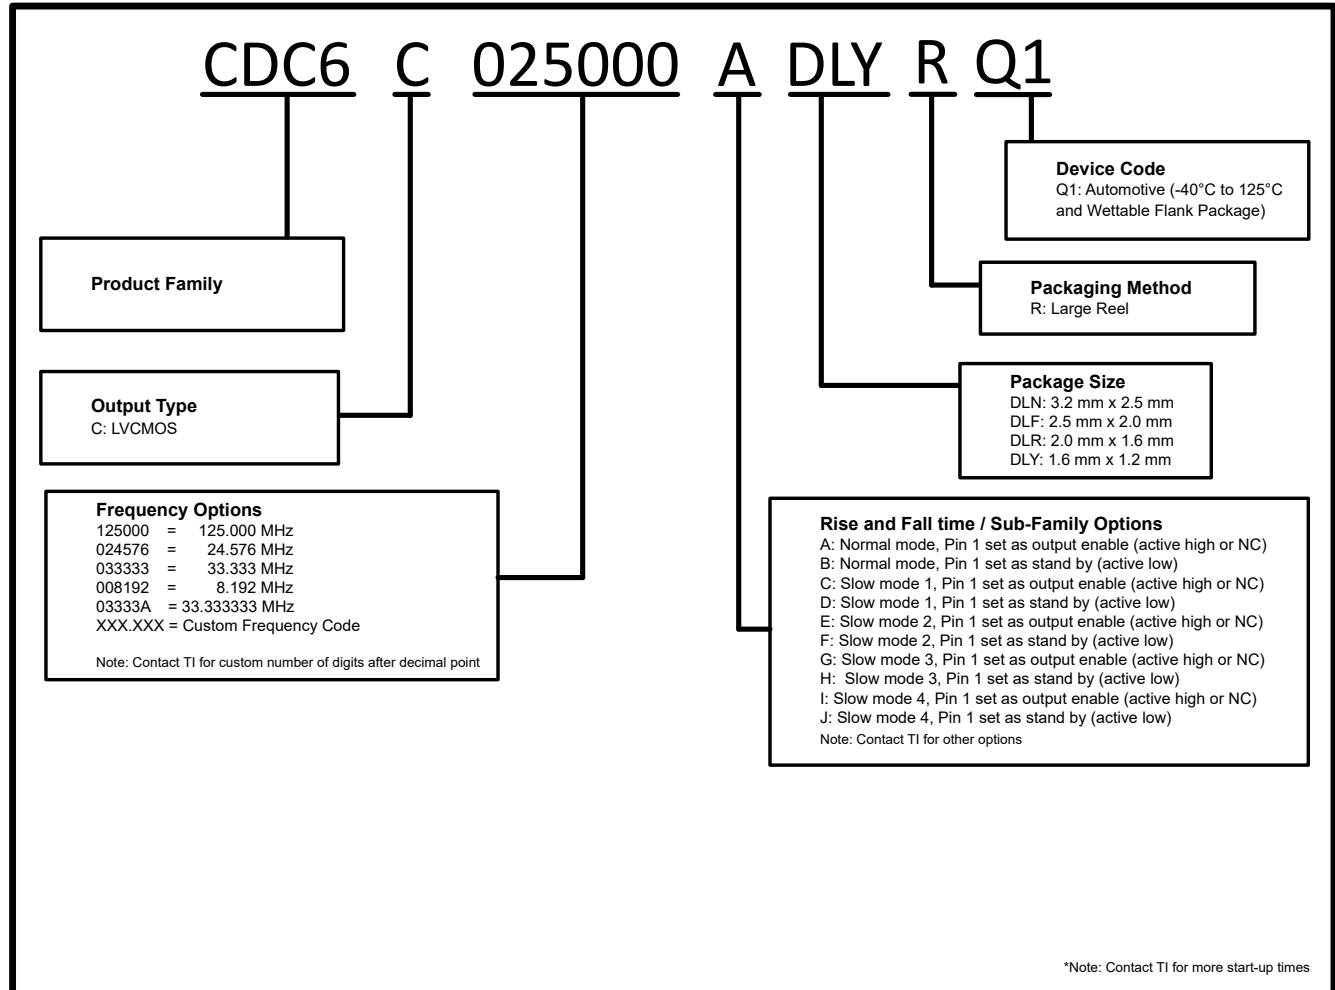 CDC6 C 025000 A DLY R Q1
Device Code
Q1: Automotive (-40°C to 125°C
and Wettable Flank Package)
Product Family
Packaging Method
R: Large Reel
Output Type
C: LVCMOS
Package Size
DLN: 3.2 mm x 2.5 mm
DLF: 2.5 mm x 2.0 mm
DLR: 2.0 mm x 1.6 mm
DLY: 1.6 mm x 1.2 mm
Frequency Options
125000 = 125.000 MHz
024576 = 24.576 MHz
033333 = 33.333 MHz
008192 = 8.192 MHz
03333A = 33.333333 MHz
XXX.XXX = Custom Frequency Code
Note: Contact TI for custom number of digits after decimal point
Rise and Fall time / Sub-Family Options
A: Normal mode, Pin 1 set as output enable (active high or NC)
B: Normal mode, Pin 1 set as stand by (active low)
C: Slow mode 1, Pin 1 set as output enable (active high or NC)
D: Slow mode 1, Pin 1 set as stand by (active low)
E: Slow mode 2, Pin 1 set as output enable (active high or NC)
F: Slow mode 2, Pin 1 set as stand by (active low)
G: Slow mode 3, Pin 1 set as output enable (active high or NC)
H: Slow mode 3, Pin 1 set as stand by (active low)
I: Slow mode 4, Pin 1 set as output enable (active high or NC)
J: Slow mode 4, Pin 1 set as stand by (active low)
Note: Contact TI for other options
*Note: Contact TI for more start-up times